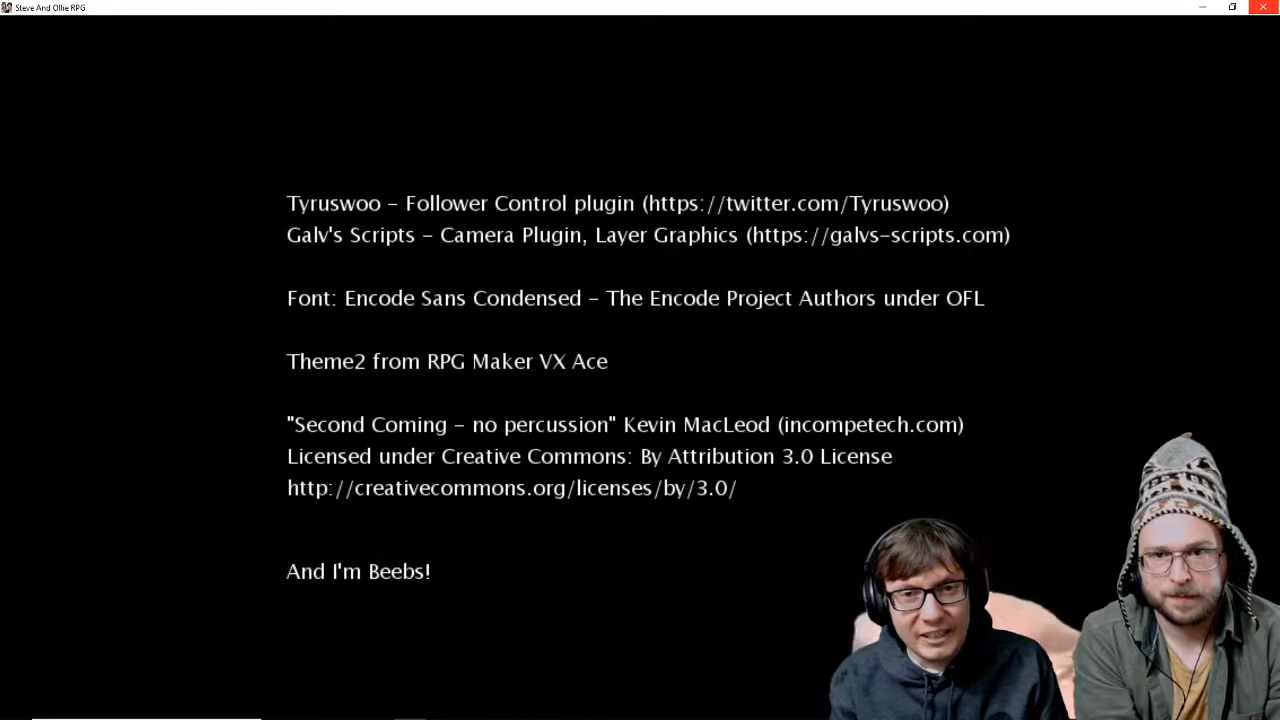 Steve And Ollie RPG
Tyruswoo – Follower Control plugin (https://twitter.com/Tyruswoo)
Galv's Scripts – Camera Plugin, Layer Graphics (https://galvs-scripts.com)
Font: Encode Sans Condensed – The Encode Project Authors under OFL
Theme2 from RPG Maker VX Ace
"Second Coming – no percussion" Kevin MacLeod (incompetech.com)
Licensed under Creative Commons: By Attribution 3.0 License
http://creativecommons.org/licenses/by/3.0/
And I'm Beebs!